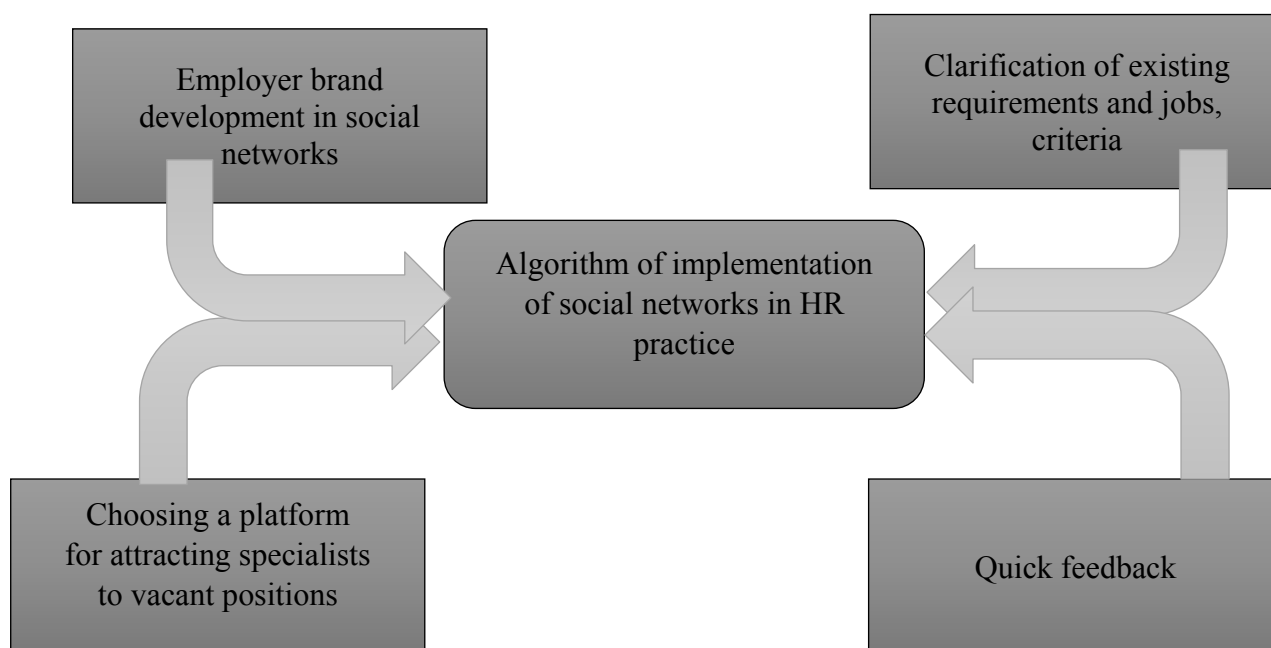 Employer brand
development in social
networks
Clarification of existing
requirements and jobs,
criteria
Algorithm of implementation
of social networks in HR
practice
Choosing a platform
for attracting specialists
to vacant positions
Quick feedback